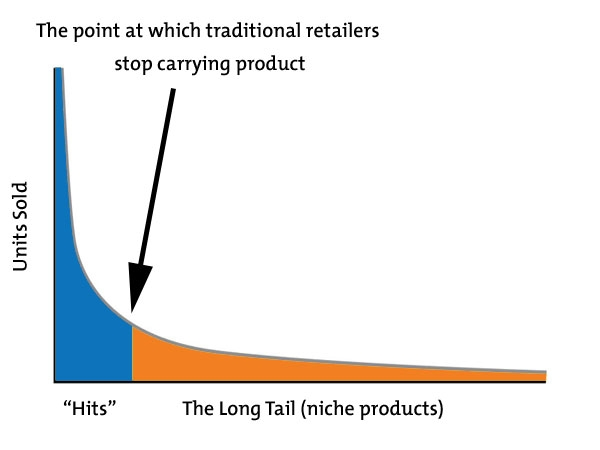 The point at which traditional retailers
stop carrying product
Units Sold
“Hits”
The Long Tail (niche products)